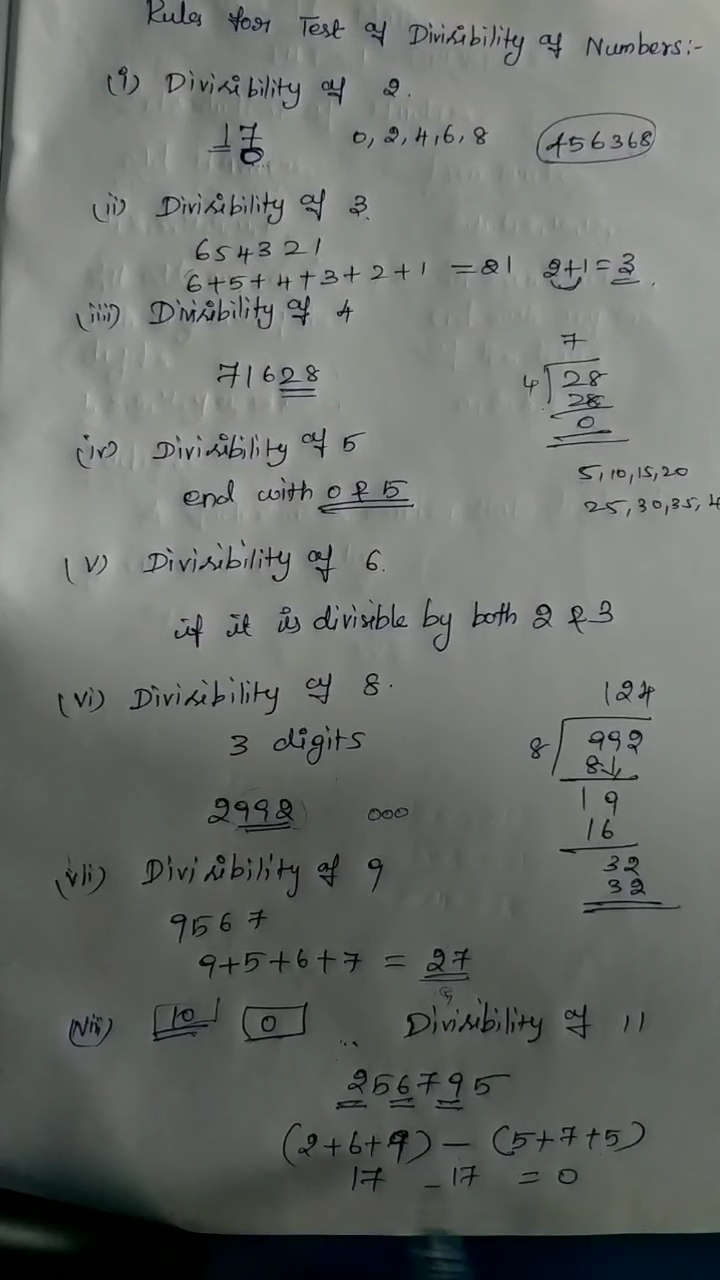 Rules for Test of Divisibility of Numbers:-
(i) Divisibility of 2.
17 0, 2, 4, 6, 8 456368
0
(ii) Divisibility of 3.
654321
6+5+4+3+2+1 = 21 2+1 = 3.
(iii) Divisibility of 4
7
71628 4 28
28
0
(iv) Divisibility of 5
5, 10, 15, 20
end with 0 & 5
25, 30, 35, 4
(v) Divisibility of 6.
if it is divisible by both 2 & 3
(vi) Divisibility of 8.
124
3 digits 8 992
8↓
19
2992 000
16
32
32
(vii) Divisibility of 9
9567
9+5+6+7 = 27
(viii) 10 0 .. Divisibility of 11
256795
(2+6+9) - (5+7+5)
17 - 17 = 0